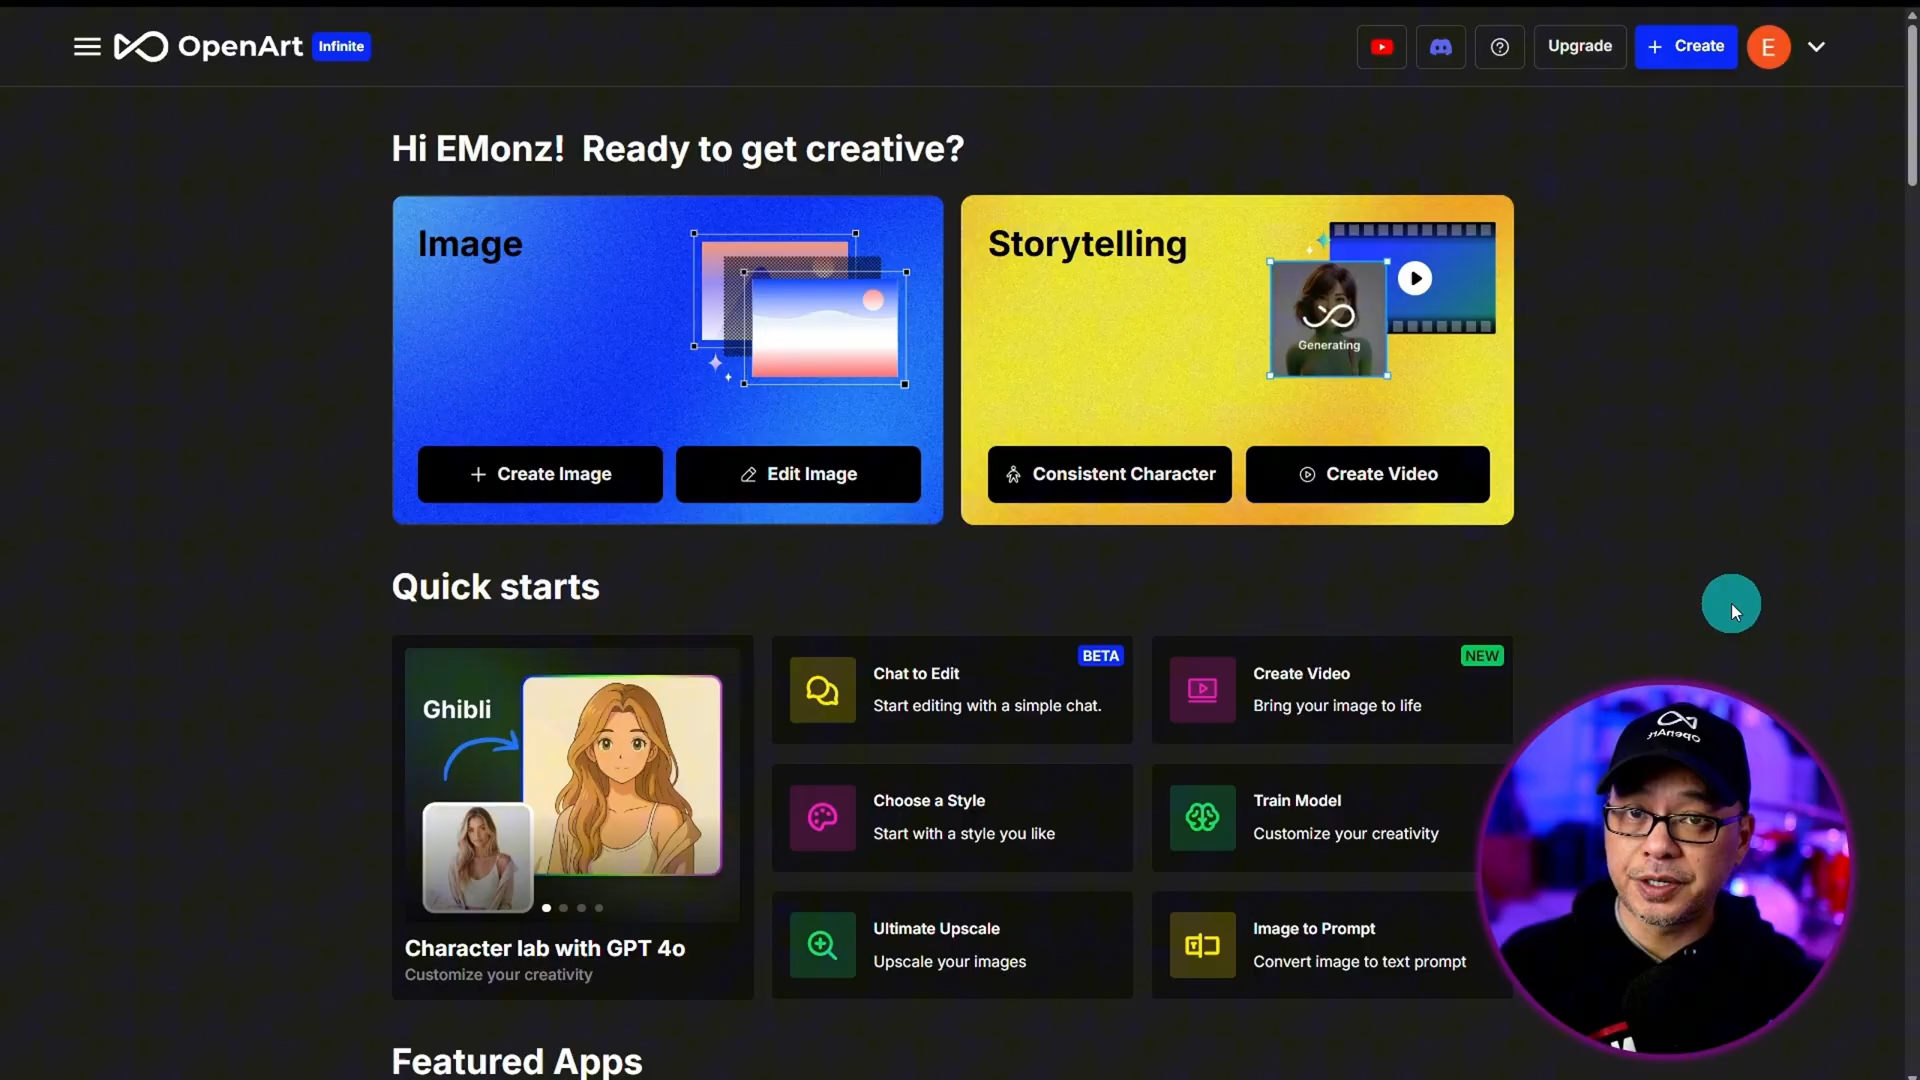 OpenArt Infinite
Upgrade
+ Create
E
Hi EMonz! Ready to get creative?
Image
Storytelling
Generating
+ Create Image
Edit Image
Consistent Character
Create Video
Quick starts
Ghibli
Character lab with GPT 4o
Customize your creativity
BETA
Chat to Edit
Start editing with a simple chat.
NEW
Create Video
Bring your image to life
Choose a Style
Start with a style you like
Train Model
Customize your creativity
Ultimate Upscale
Upscale your images
Image to Prompt
Convert image to text prompt
OpenArt
Featured Apps